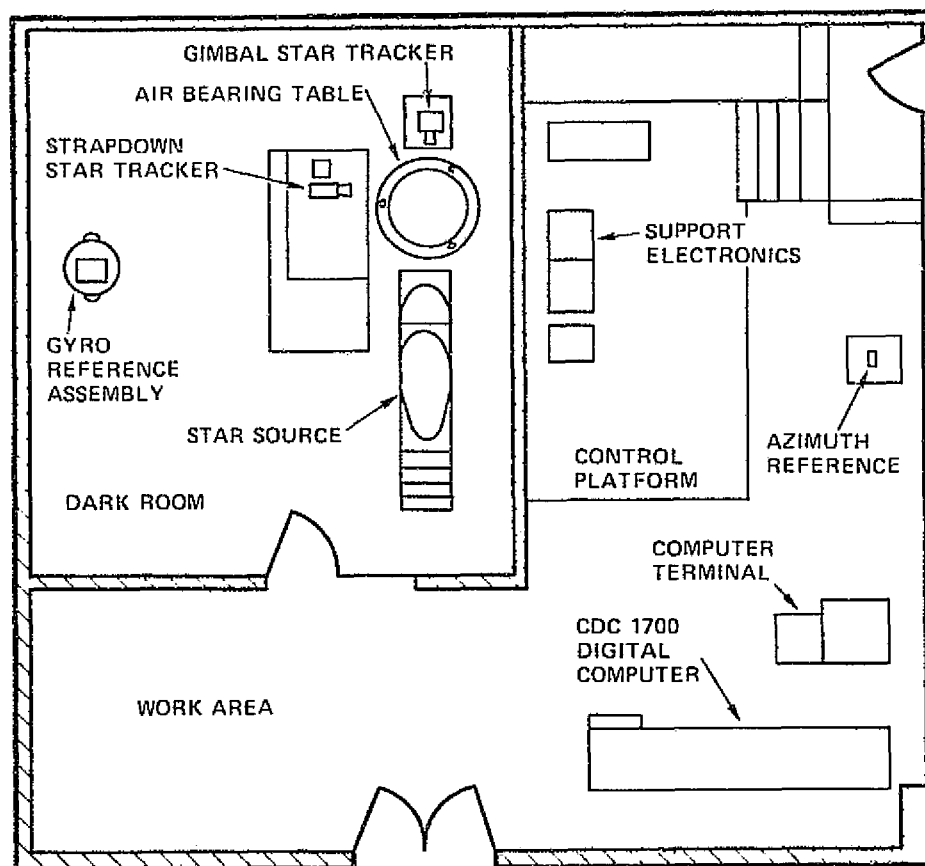 GIMBAL STAR TRACKER
AIR BEARING TABLE
STRAPDOWN
STAR TRACKER
GYRO
REFERENCE
ASSEMBLY
STAR SOURCE
DARK ROOM
SUPPORT
ELECTRONICS
AZIMUTH
REFERENCE
CONTROL
PLATFORM
COMPUTER
TERMINAL
CDC 1700
DIGITAL
COMPUTER
WORK AREA